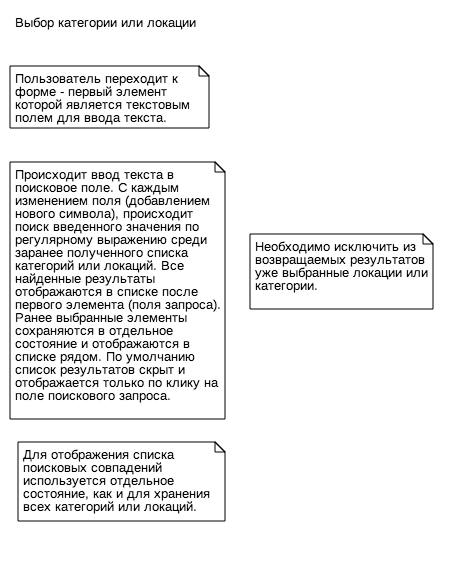 Выбор категории или локации
Пользователь переходит к
форме - первый элемент
которой является текстовым
полем для ввода текста.
Происходит ввод текста в
поисковое поле. С каждым
изменением поля (добавлением
нового символа), происходит
поиск введенного значения по
регулярному выражению среди
заранее полученного списка
категорий или локаций. Все
найденные результаты
отображаются в списке после
первого элемента (поля запроса).
Ранее выбранные элементы
сохраняются в отдельное
состояние и отображаются в
списке рядом. По умолчанию
список результатов скрыт и
отображается только по клику на
поле поискового запроса.
Необходимо исключить из
возвращаемых результатов
уже выбранные локации или
категории.
Для отображения списка
поисковых совпадений
используется отдельное
состояние, как и для хранения
всех категорий или локаций.